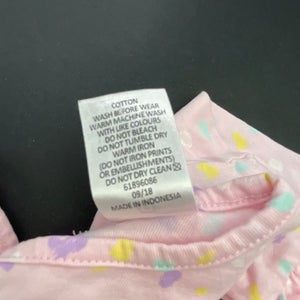 COTTON
WASH BEFORE WEAR
WARM MACHINE WASH
WITH LIKE COLOURS
DO NOT BLEACH
DO NOT TUMBLE DRY
WARM IRON
(DO NOT IRON PRINTS
OR EMBELLISHMENTS)
DO NOT DRY CLEAN
61896086
09/18
MADE IN INDONESIA